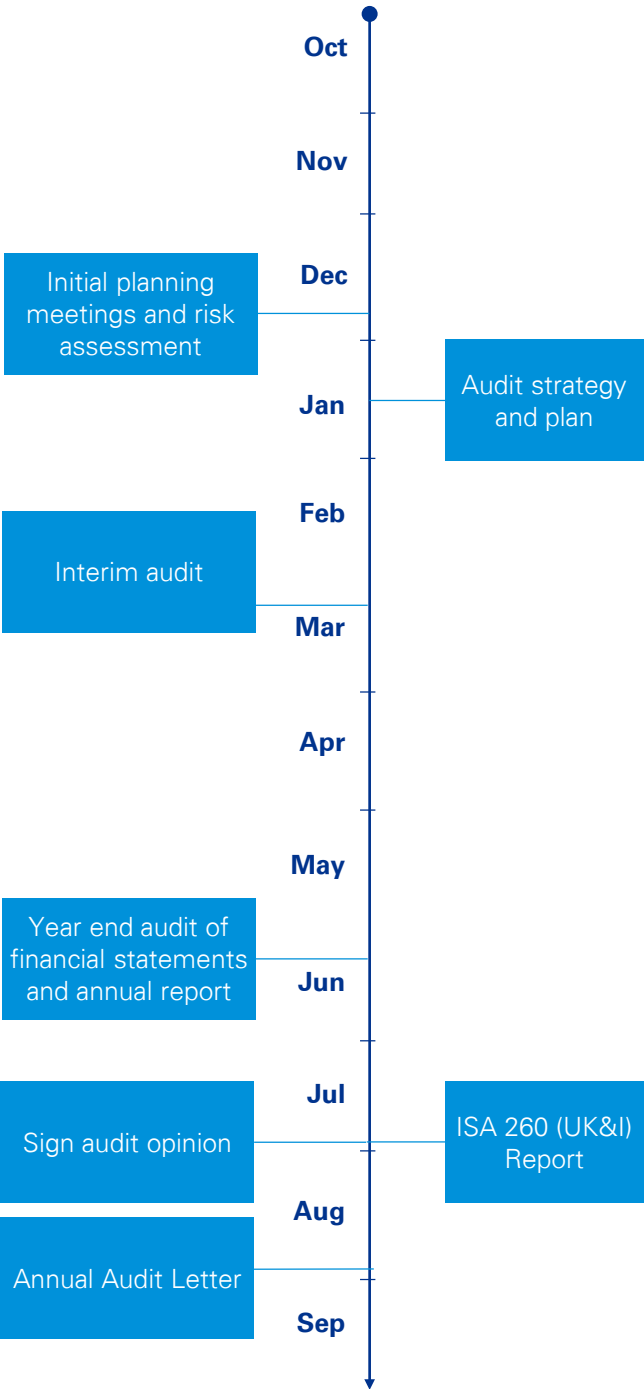 Oct
Nov
Dec
Initial planning
meetings and risk
assessment
Audit strategy
and plan
Jan
Feb
Interim audit
Mar
Apr
May
Year end audit of
financial statements
and annual report
Jun
Jul
Sign audit opinion
ISA 260 (UK&I)
Report
Aug
Annual Audit Letter
Sep